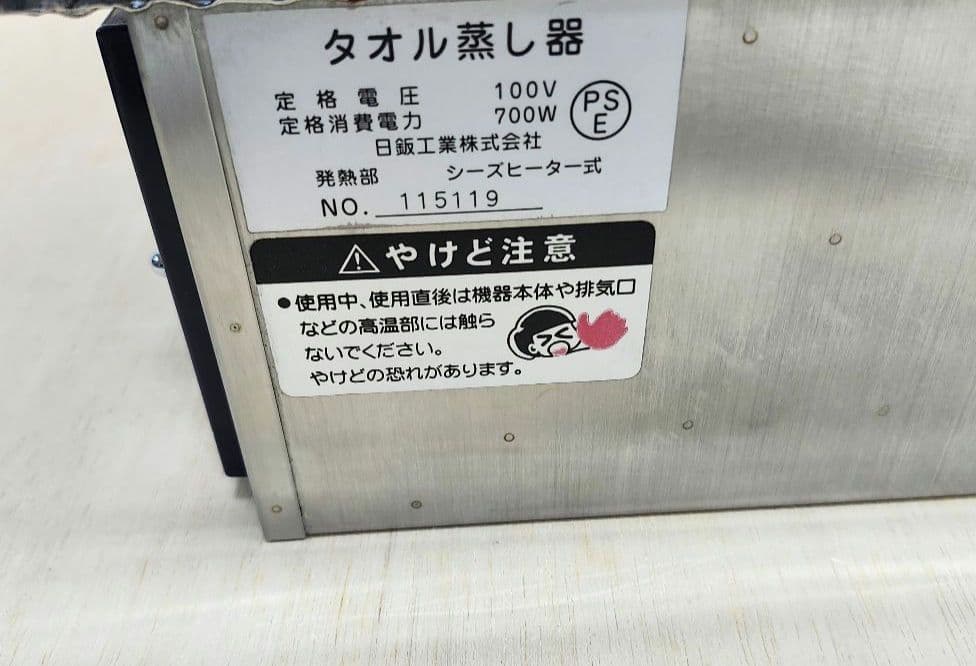 タオル蒸し器
定格電圧 100V
定格消費電力 700W
PS
E
日鈑工業株式会社
発熱部 シーズヒーター式
NO. 115119
⚠やけど注意
●使用中、使用直後は機器本体や排気口
などの高温部には触ら
ないでください。
やけどの恐れがあります。